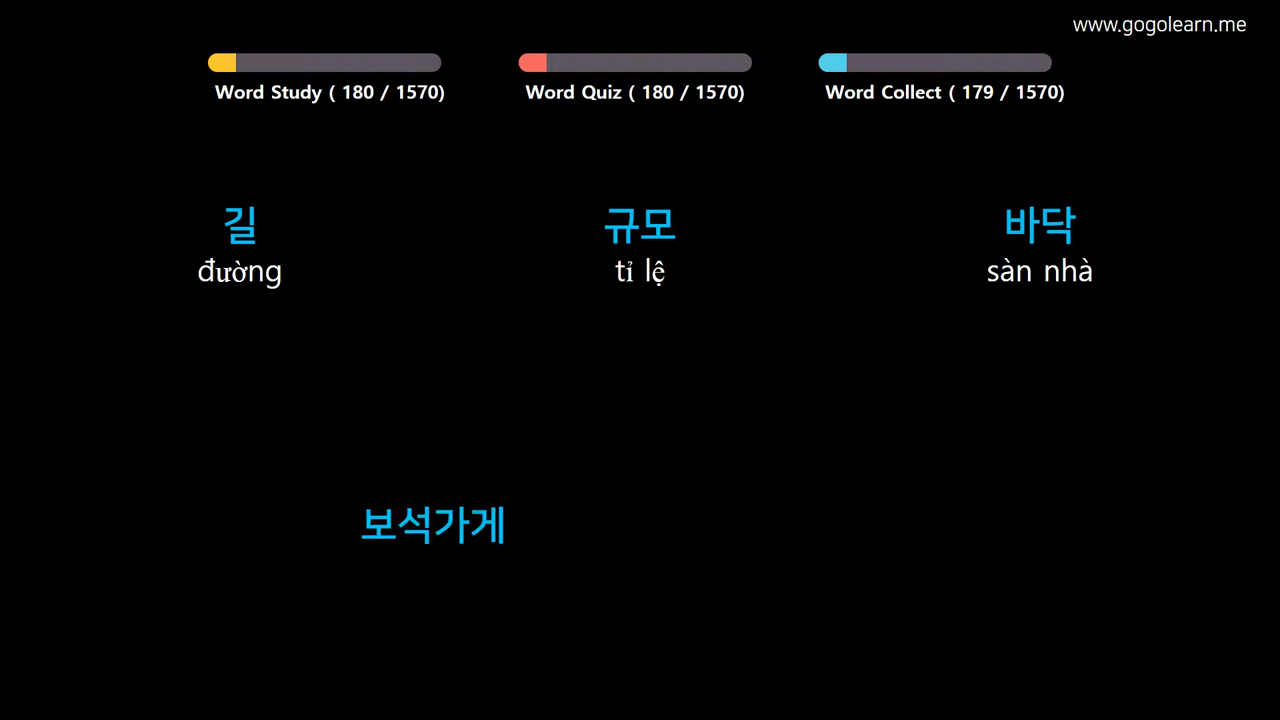 www.gogolearn.me
Word Study ( 180 / 1570)
Word Quiz ( 180 / 1570)
Word Collect ( 179 / 1570)
길
đường
규모
tỉ lệ
바닥
sàn nhà
보석가게